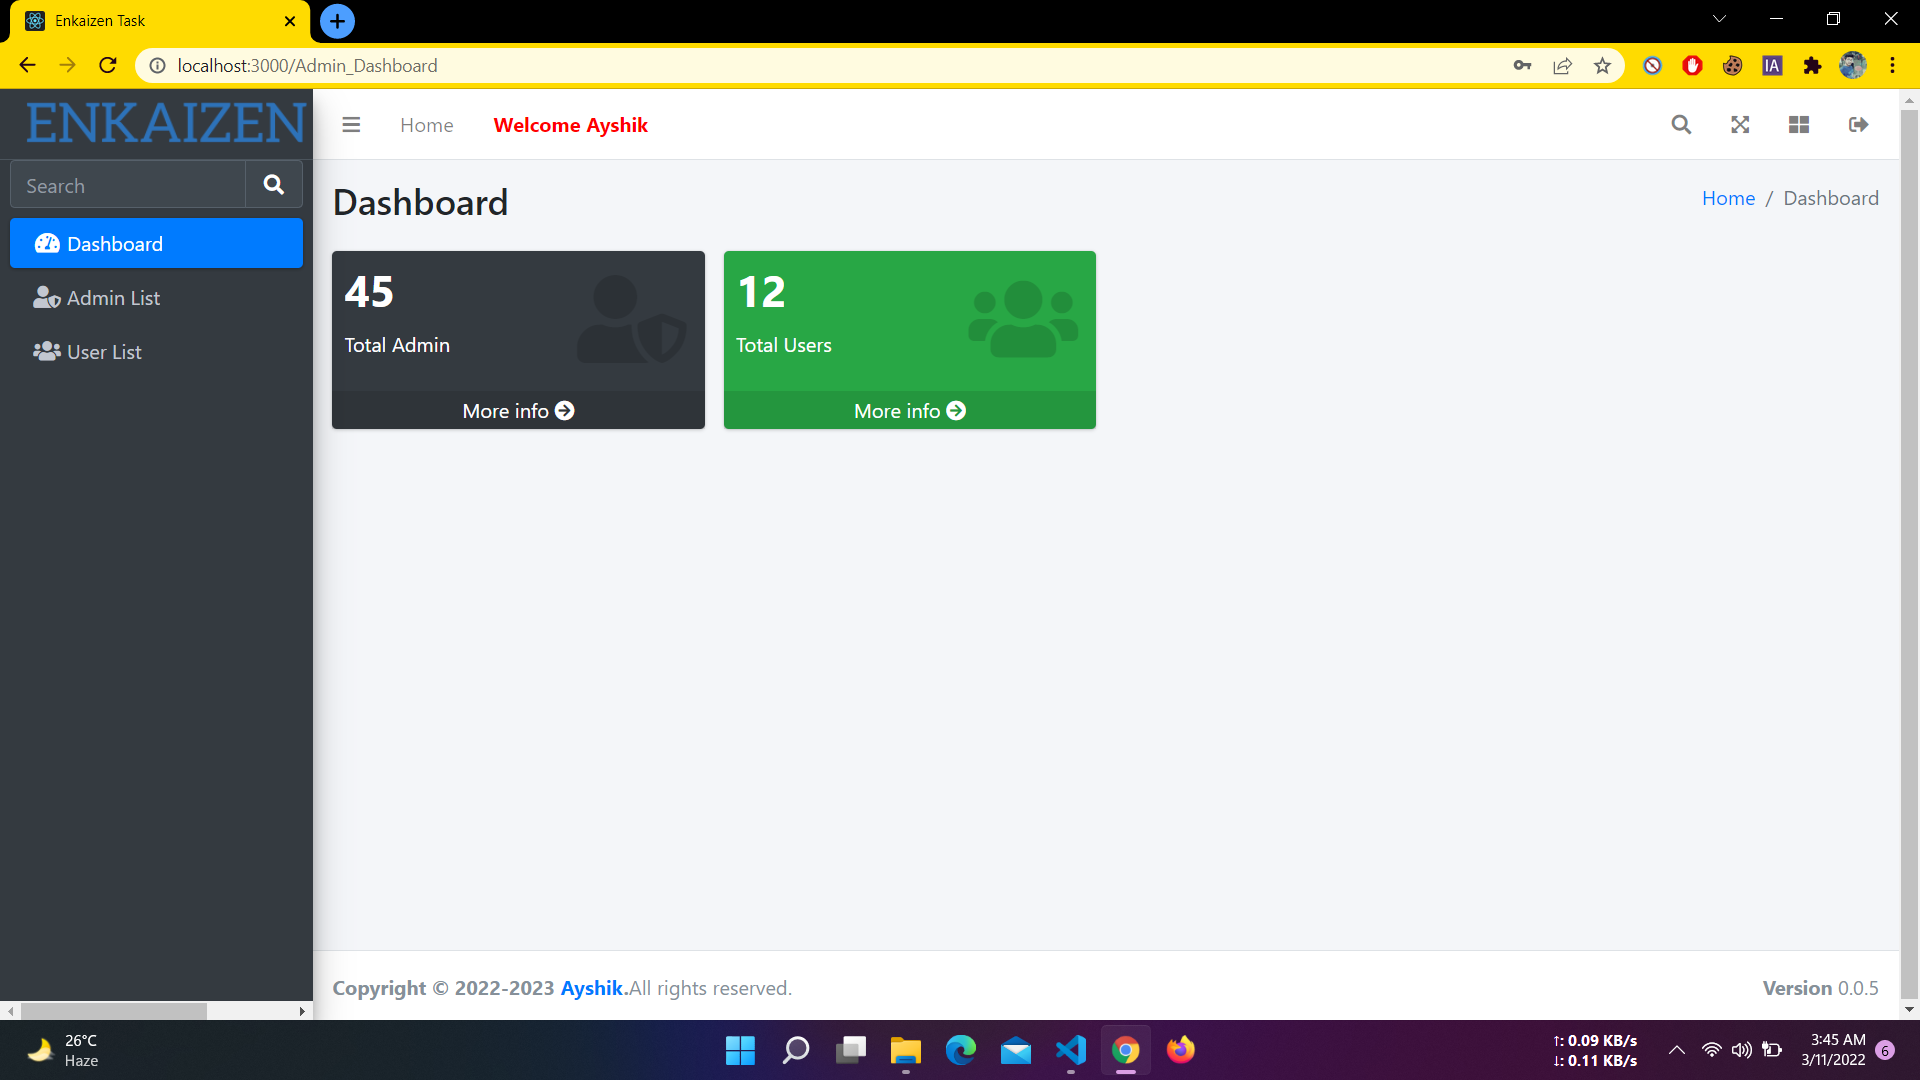 Enkaizen Task
localhost:3000/Admin_Dashboard
IA
ENKAIZEN
Home
Welcome Ayshik
Search
Dashboard
Admin List
User List
Dashboard
Home / Dashboard
45
Total Admin
More info
12
Total Users
More info
Copyright © 2022-2023 Ayshik.All rights reserved.
Version 0.0.5
26°C
Haze
↑: 0.09 KB/s
↓: 0.11 KB/s
3:45 AM
3/11/2022
6